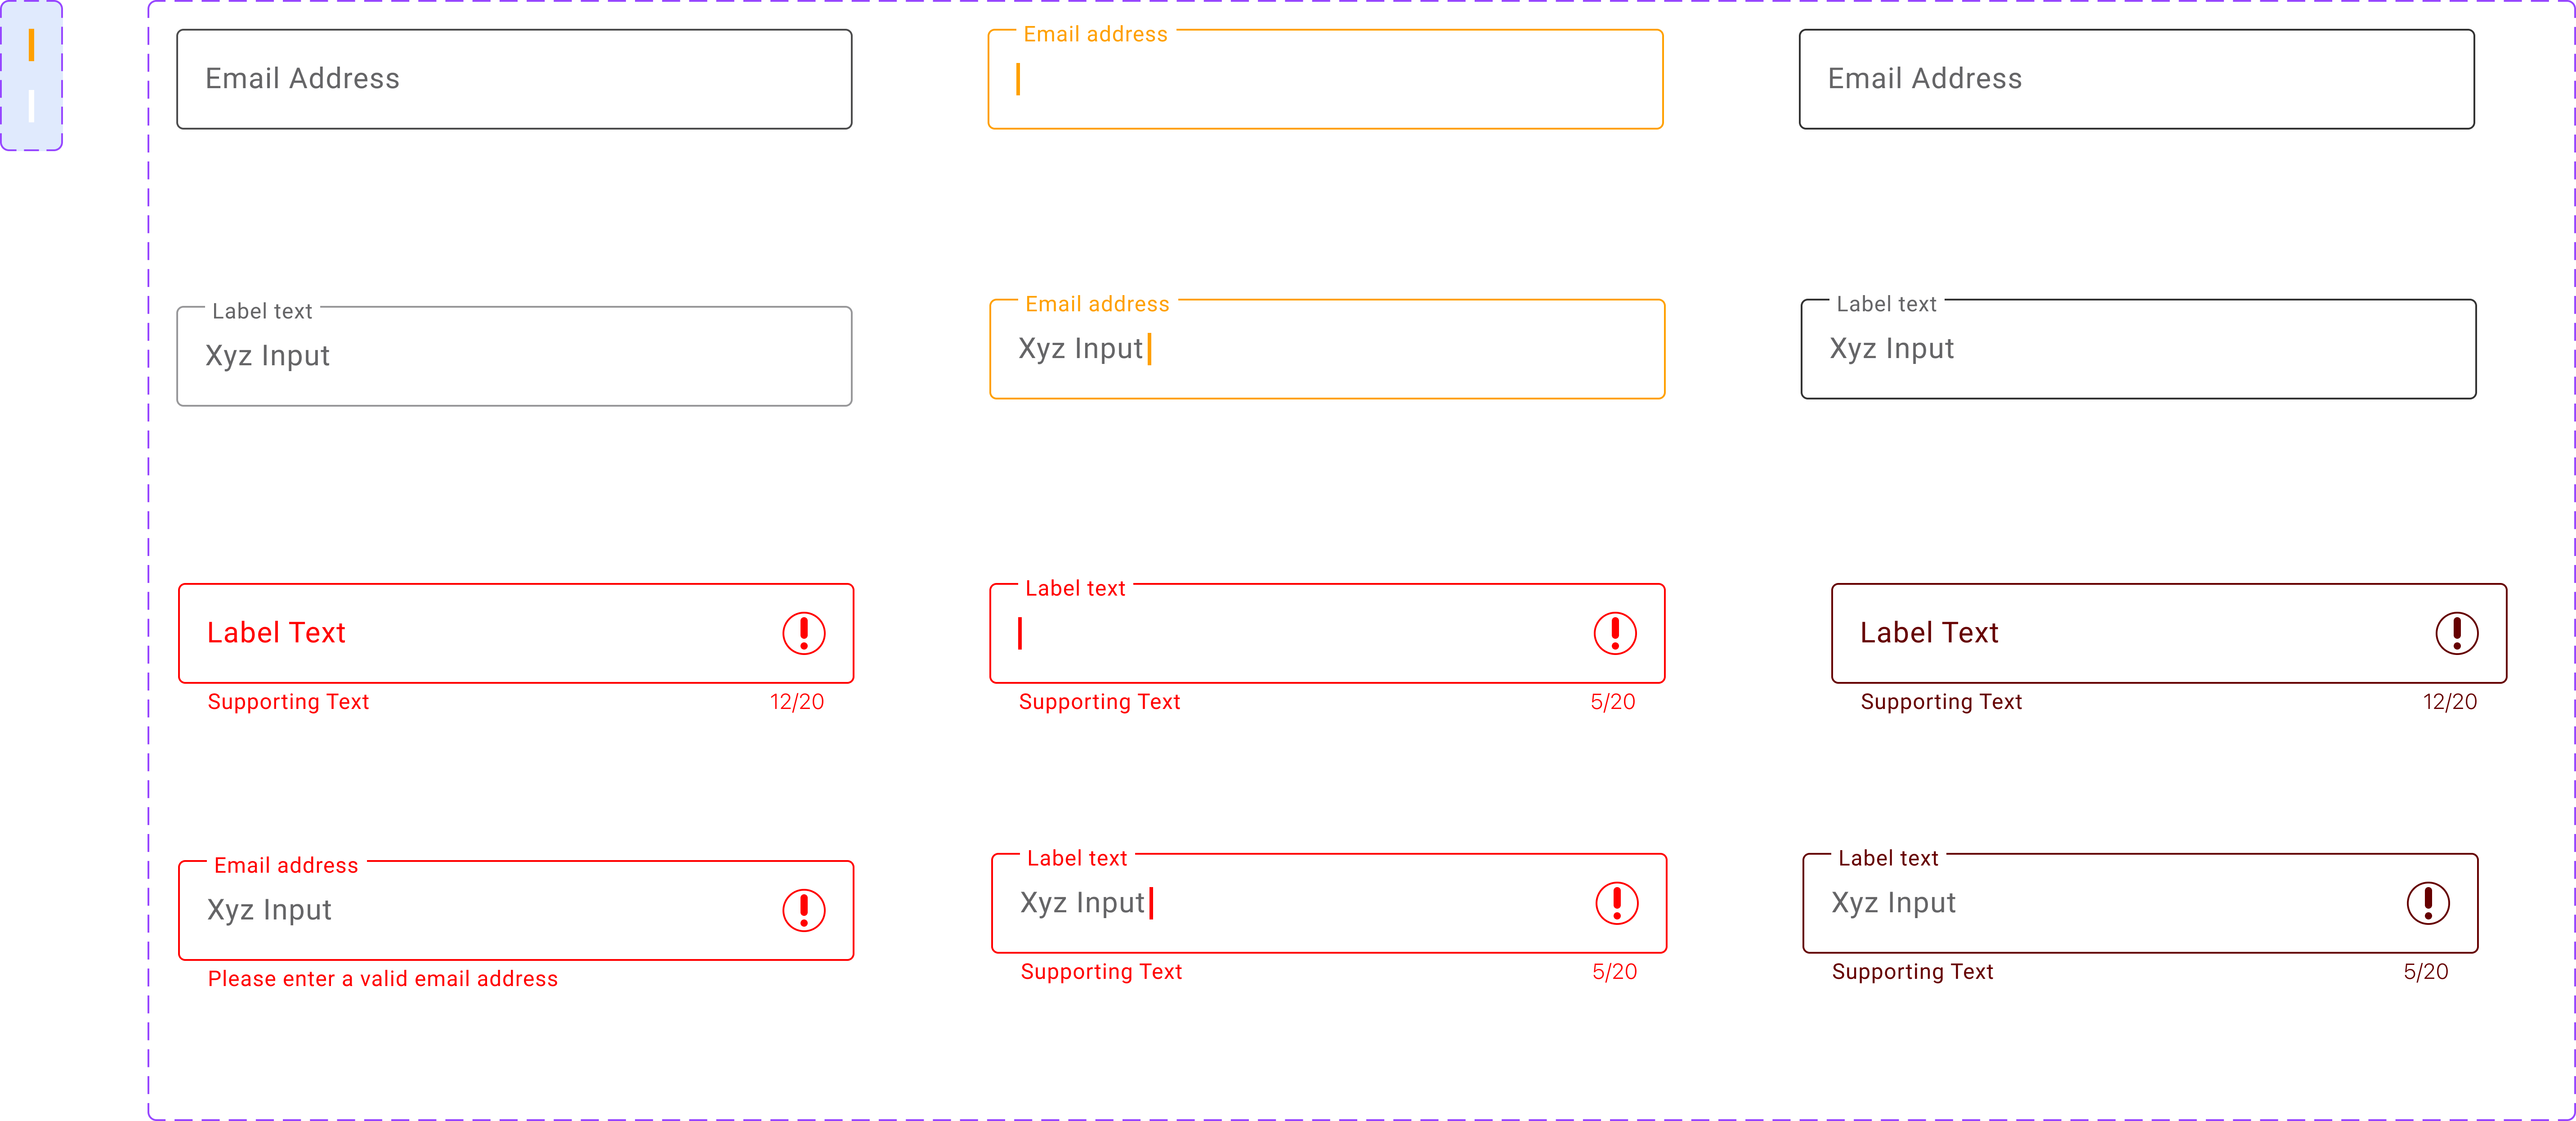 Email Address
Email address
Email Address
Label text
Xyz Input
Email address
Xyz Input
Label text
Xyz Input
Label Text
Supporting Text 12/20
Label text
Supporting Text 5/20
Label Text
Supporting Text 12/20
Email address
Xyz Input
Please enter a valid email address
Label text
Xyz Input
Supporting Text 5/20
Label text
Xyz Input
Supporting Text 5/20